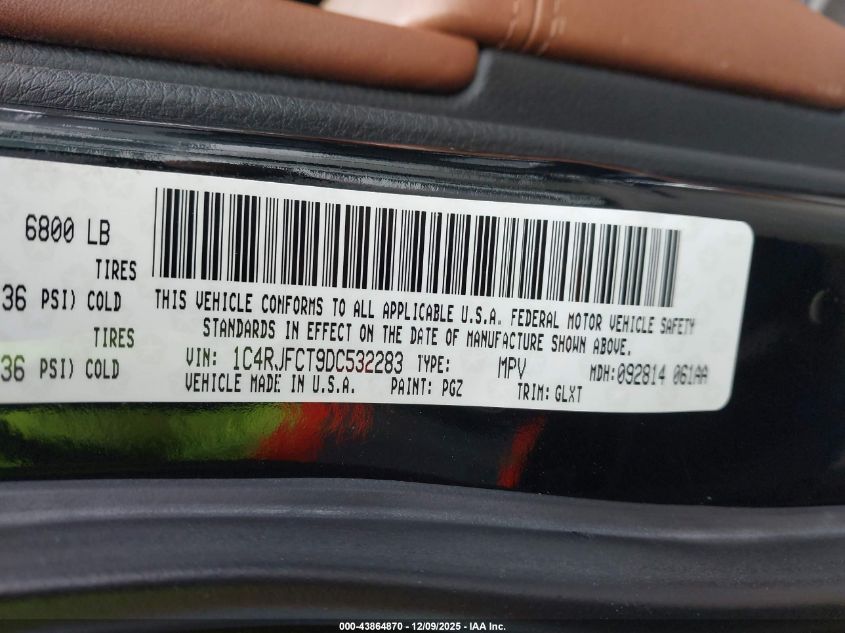 6800 LB
TIRES
36 PSI) COLD
TIRES
36 PSI) COLD
THIS VEHICLE CONFORMS TO ALL APPLICABLE U.S.A. FEDERAL MOTOR VEHICLE SAFETY
STANDARDS IN EFFECT ON THE DATE OF MANUFACTURE SHOWN ABOVE.
VIN: 1C4RJFCT9DC532283 TYPE: MPV MDH:092814 061AA
VEHICLE MADE IN U.S.A. PAINT: PGZ TRIM: GLXT
000-43864870 - 12/09/2025 - IAA Inc.